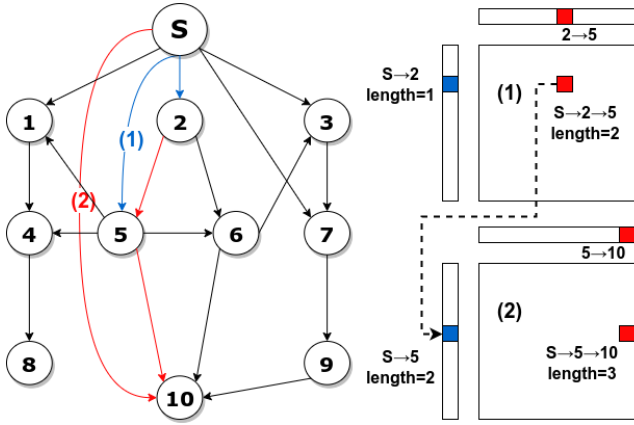 S
1
2
3
(1)
(2)
4
5
6
7
8
9
10
2→5
S→2
length=1
(1)
S→2→5
length=2
5→10
(2)
S→5
length=2
S→5→10
length=3